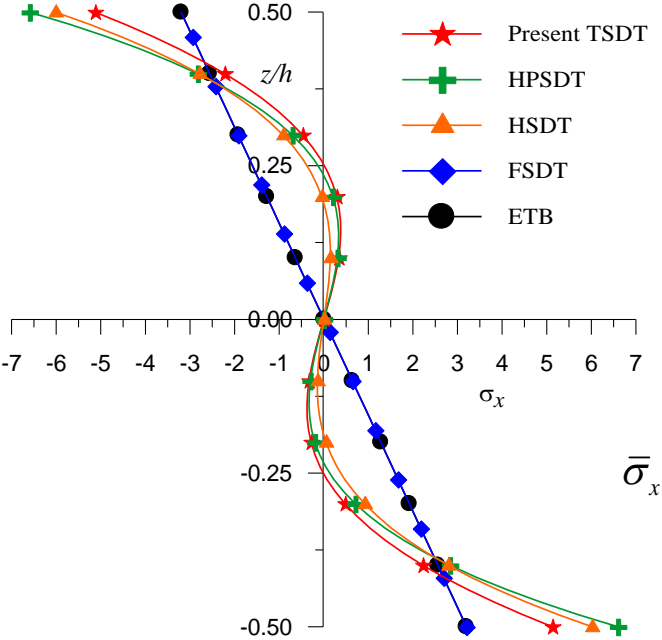 0.50
z/h
Present TSDT
HPSDT
HSDT
FSDT
ETB
0.25
0.00
-7 -6 -5 -4 -3 -2 -1 0 1 2 3 4 5 6 7
σx
-0.25
σ̅x
-0.50